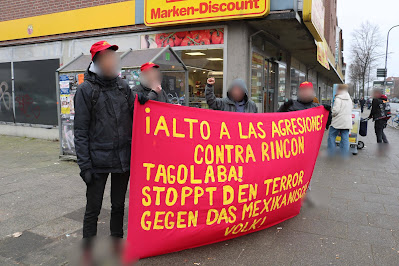 Marken-Discount
¡ALTO A LAS AGRESIONES
CONTRA RINCON
TAGOLABA!
STOPPT DEN TERROR
GEGEN DAS MEXIKANISCHE
VOLK!